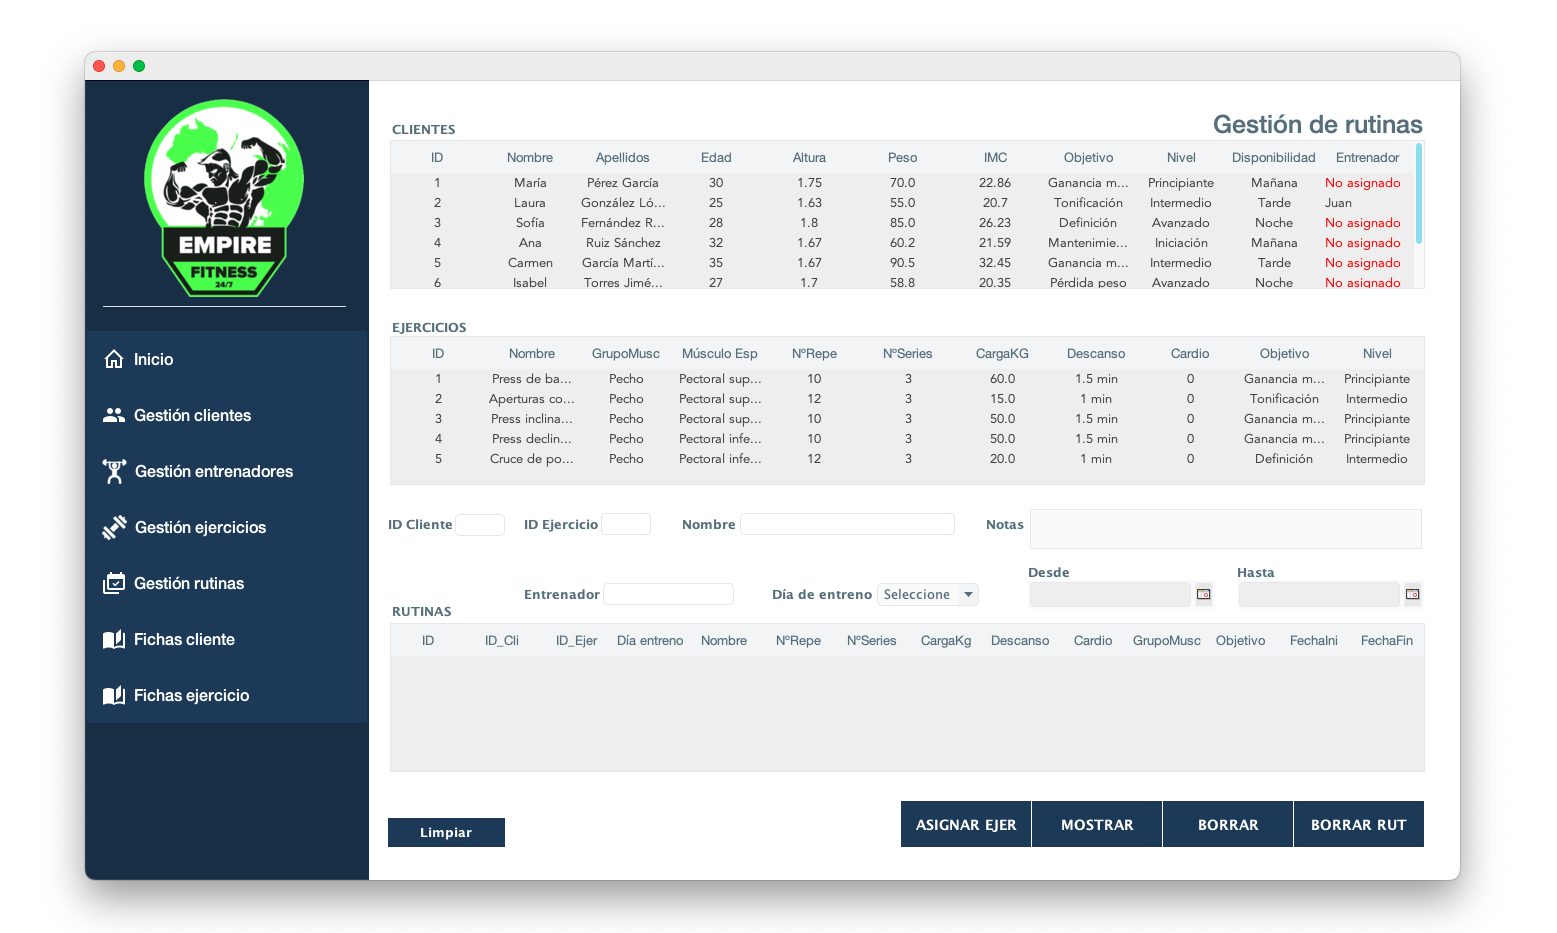 EMPIRE
FITNESS
24/7
Inicio
Gestión clientes
Gestión entrenadores
Gestión ejercicios
Gestión rutinas
Fichas cliente
Fichas ejercicio
Gestión de rutinas
CLIENTES
ID Nombre Apellidos Edad Altura Peso IMC Objetivo Nivel Disponibilidad Entrenador
1 María Pérez García 30 1.75 70.0 22.86 Ganancia m... Principiante Mañana No asignado
2 Laura González Ló... 25 1.63 55.0 20.7 Tonificación Intermedio Tarde Juan
3 Sofía Fernández R... 28 1.8 85.0 26.23 Definición Avanzado Noche No asignado
4 Ana Ruiz Sánchez 32 1.67 60.2 21.59 Mantenimie... Iniciación Mañana No asignado
5 Carmen García Martí... 35 1.67 90.5 32.45 Ganancia m... Intermedio Tarde No asignado
6 Isabel Torres Jimé... 27 1.7 58.8 20.35 Pérdida peso Avanzado Noche No asignado
EJERCICIOS
ID Nombre GrupoMusc Músculo Esp NºRepe NºSeries CargaKG Descanso Cardio Objetivo Nivel
1 Press de ba... Pecho Pectoral sup... 10 3 60.0 1.5 min 0 Ganancia m... Principiante
2 Aperturas co... Pecho Pectoral sup... 12 3 15.0 1 min 0 Tonificación Intermedio
3 Press inclina... Pecho Pectoral sup... 10 3 50.0 1.5 min 0 Ganancia m... Principiante
4 Press declin... Pecho Pectoral infe... 10 3 50.0 1.5 min 0 Ganancia m... Principiante
5 Cruce de po... Pecho Pectoral infe... 12 3 20.0 1 min 0 Definición Intermedio
ID Cliente ID Ejercicio Nombre Notas
Desde Hasta
Entrenador Día de entreno Seleccione
RUTINAS
ID ID_Cli ID_Ejer Día entreno Nombre NºRepe NºSeries CargaKg Descanso Cardio GrupoMusc Objetivo FechaIni FechaFin
Limpiar ASIGNAR EJER MOSTRAR BORRAR BORRAR RUT